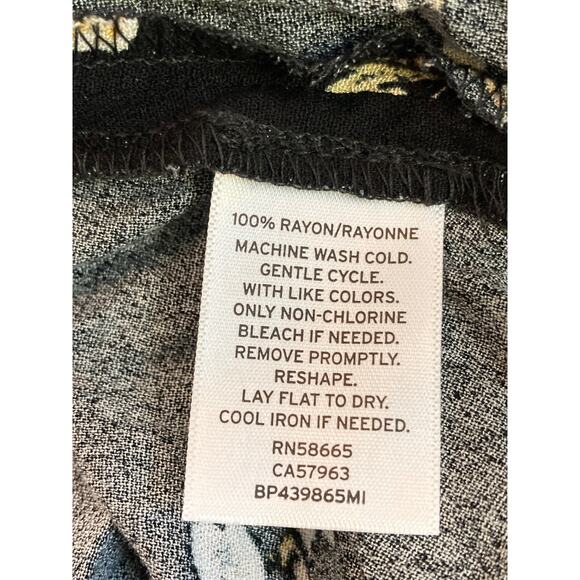 100% RAYON/RAYONNE
MACHINE WASH COLD.
GENTLE CYCLE.
WITH LIKE COLORS.
ONLY NON-CHLORINE
BLEACH IF NEEDED.
REMOVE PROMPTLY.
RESHAPE.
LAY FLAT TO DRY.
COOL IRON IF NEEDED.
RN58665
CA57963
BP439865MI